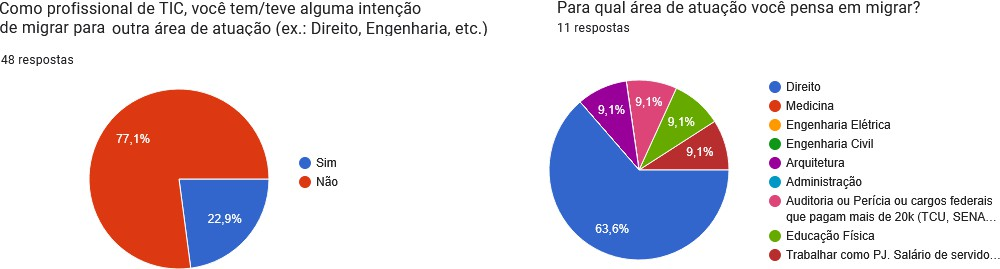 Como profissional de TIC, você tem/teve alguma intenção
de migrar para outra área de atuação (ex.: Direito, Engenharia, etc.)
48 respostas
77,1%
22,9%
Sim
Não
Para qual área de atuação você pensa em migrar?
11 respostas
9,1%
9,1%
9,1%
9,1%
63,6%
Direito
Medicina
Engenharia Elétrica
Engenharia Civil
Arquitetura
Administração
Auditoria ou Perícia ou cargos federais
que pagam mais de 20k (TCU, SENA…
Educação Física
Trabalhar como PJ. Salário de servido…